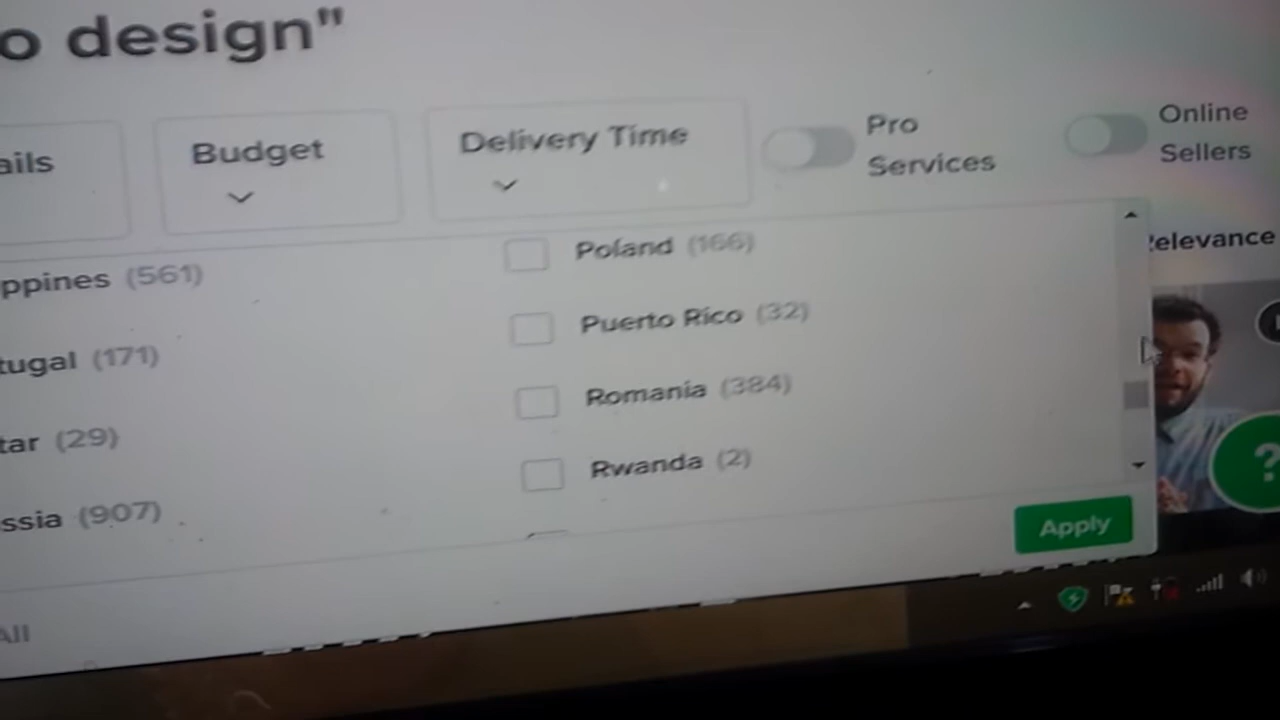 o design"
ails
Budget
Delivery Time
Pro
Services
Online
Sellers
elevance
ppines (561)
Poland (166)
tugal (171)
Puerto Rico (32)
tar (29)
Romania (384)
ssia (907)
Rwanda (2)
Apply
?
All